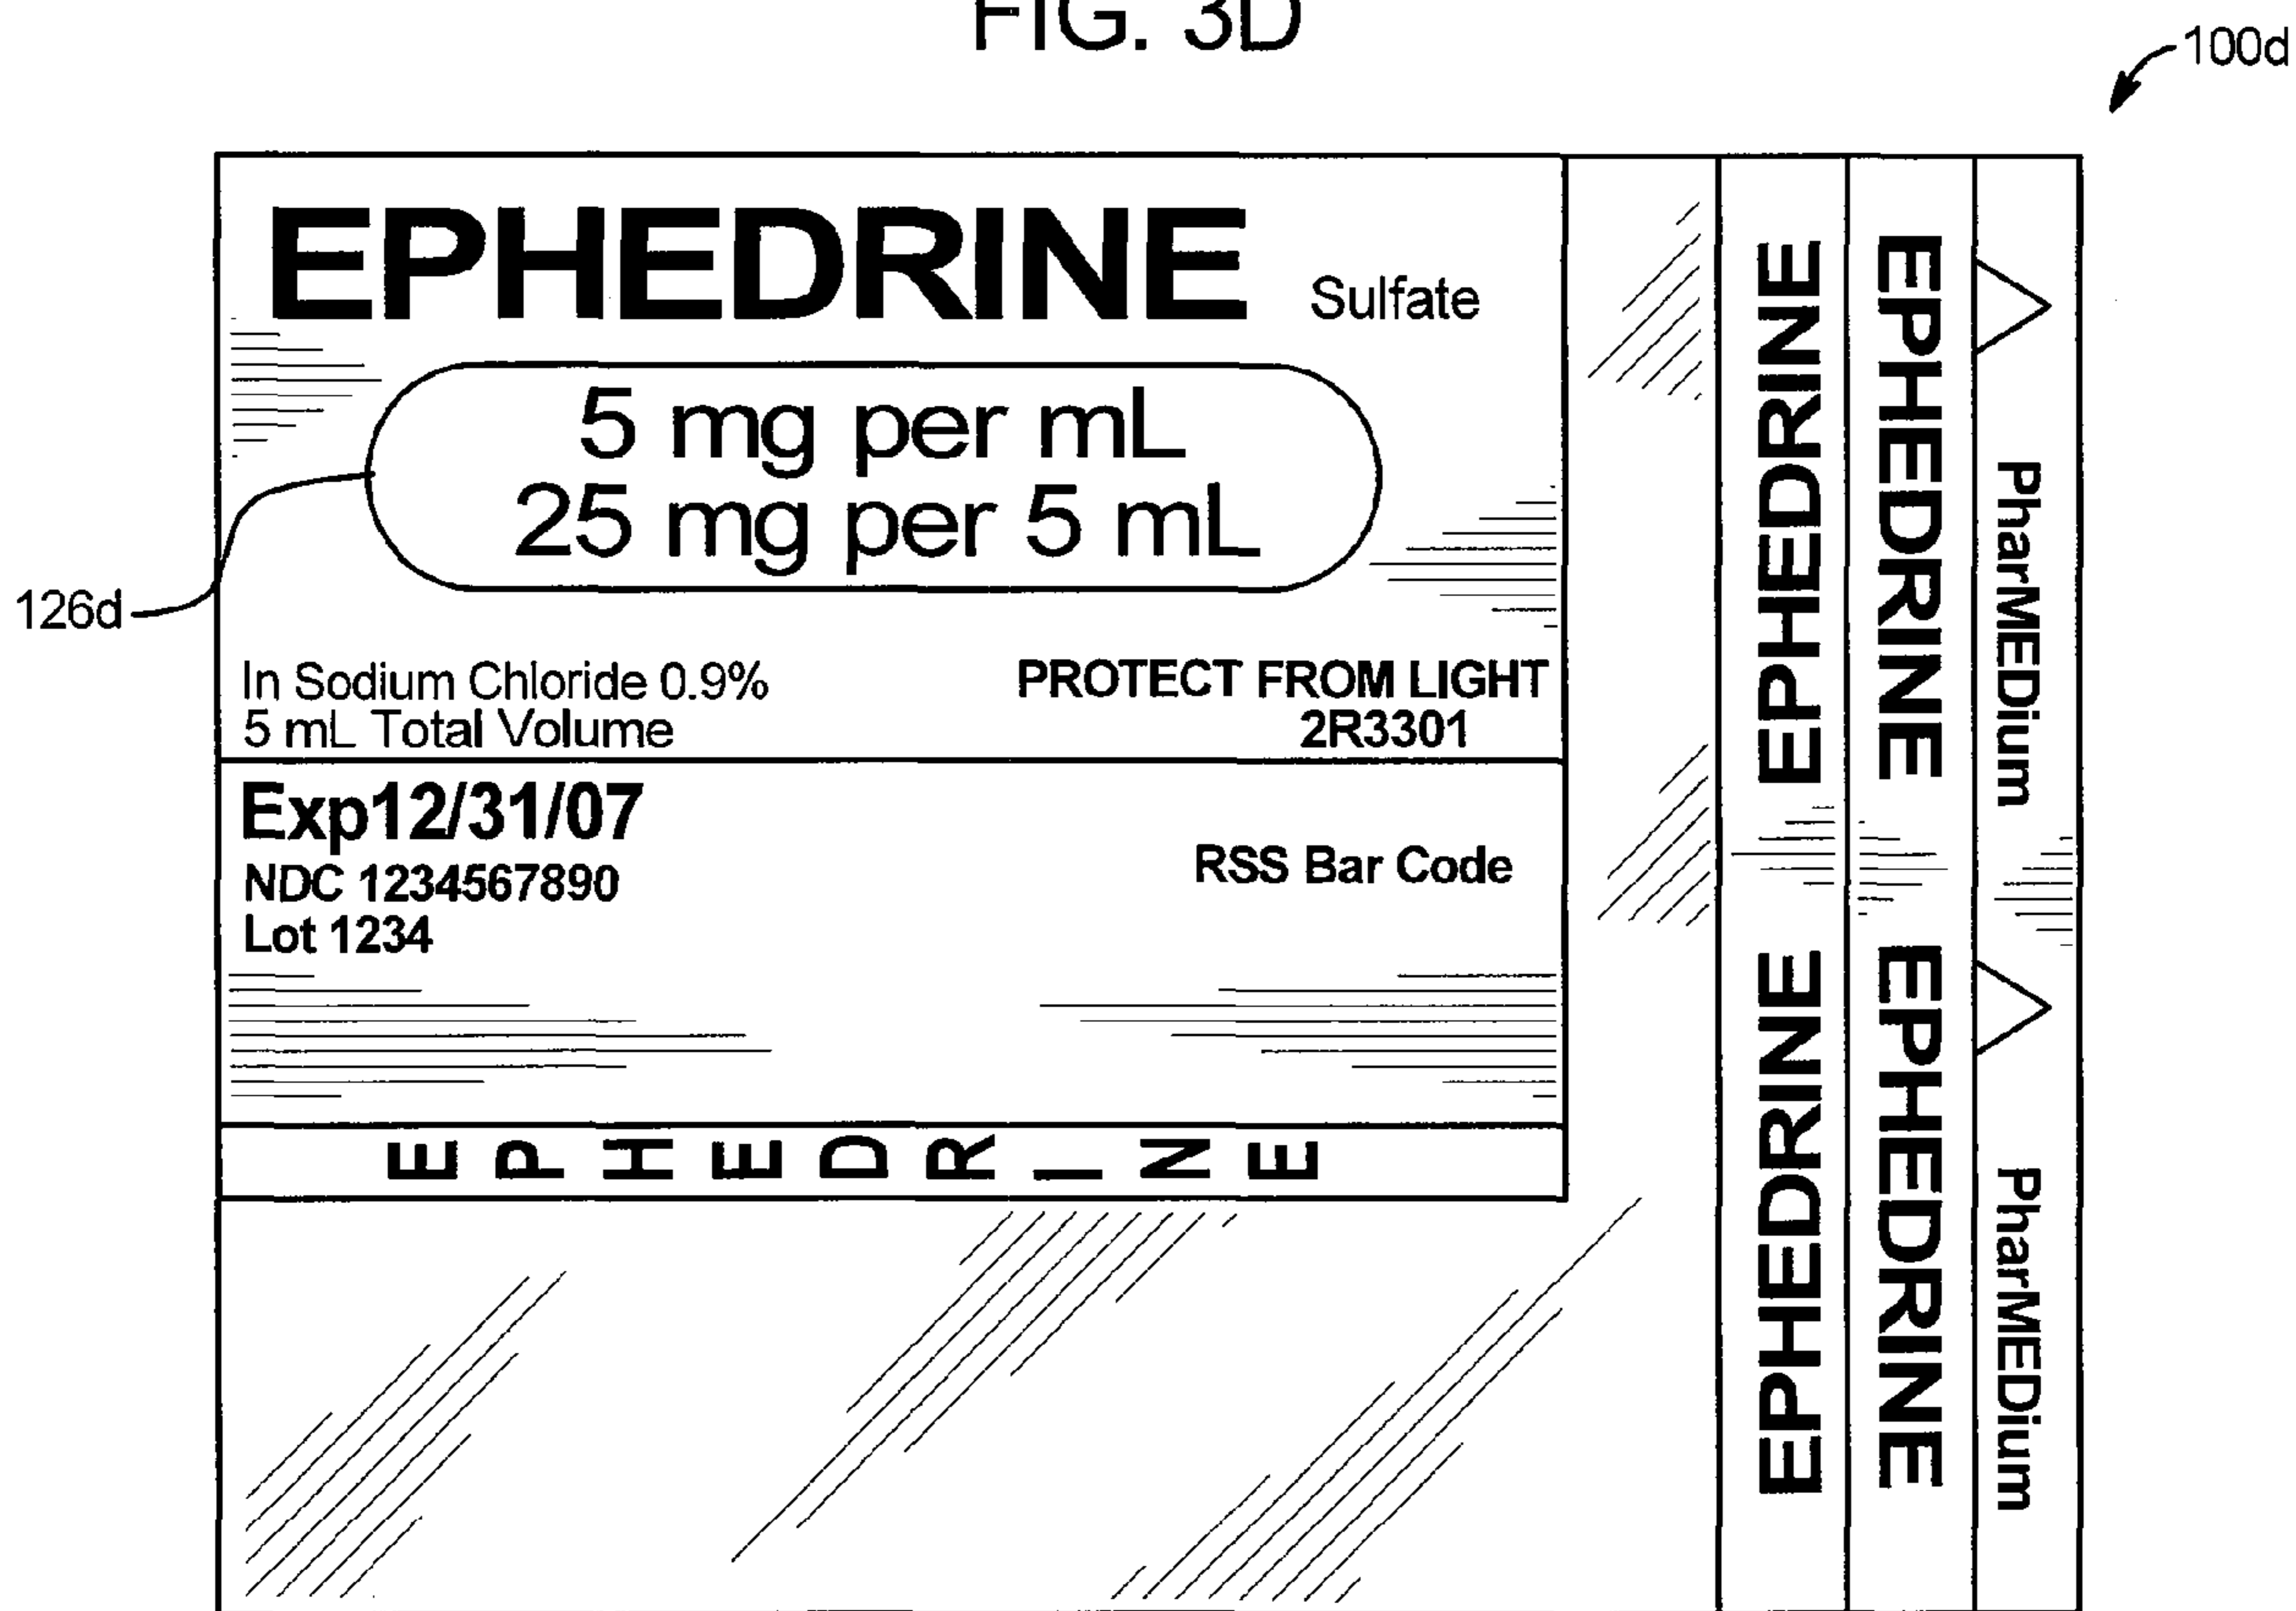 FIG. 3D
100d
EPHEDRINE Sulfate
5 mg per mL
25 mg per 5 mL
126d
In Sodium Chloride 0.9%
5 mL Total Volume
PROTECT FROM LIGHT
2R3301
Exp12/31/07
NDC 1234567890
Lot 1234
RSS Bar Code
EPHEDRINE
EPHEDRINE
EPHEDRINE
EPHEDRINE
EPHEDRINE
PharMEDium
PharMEDium